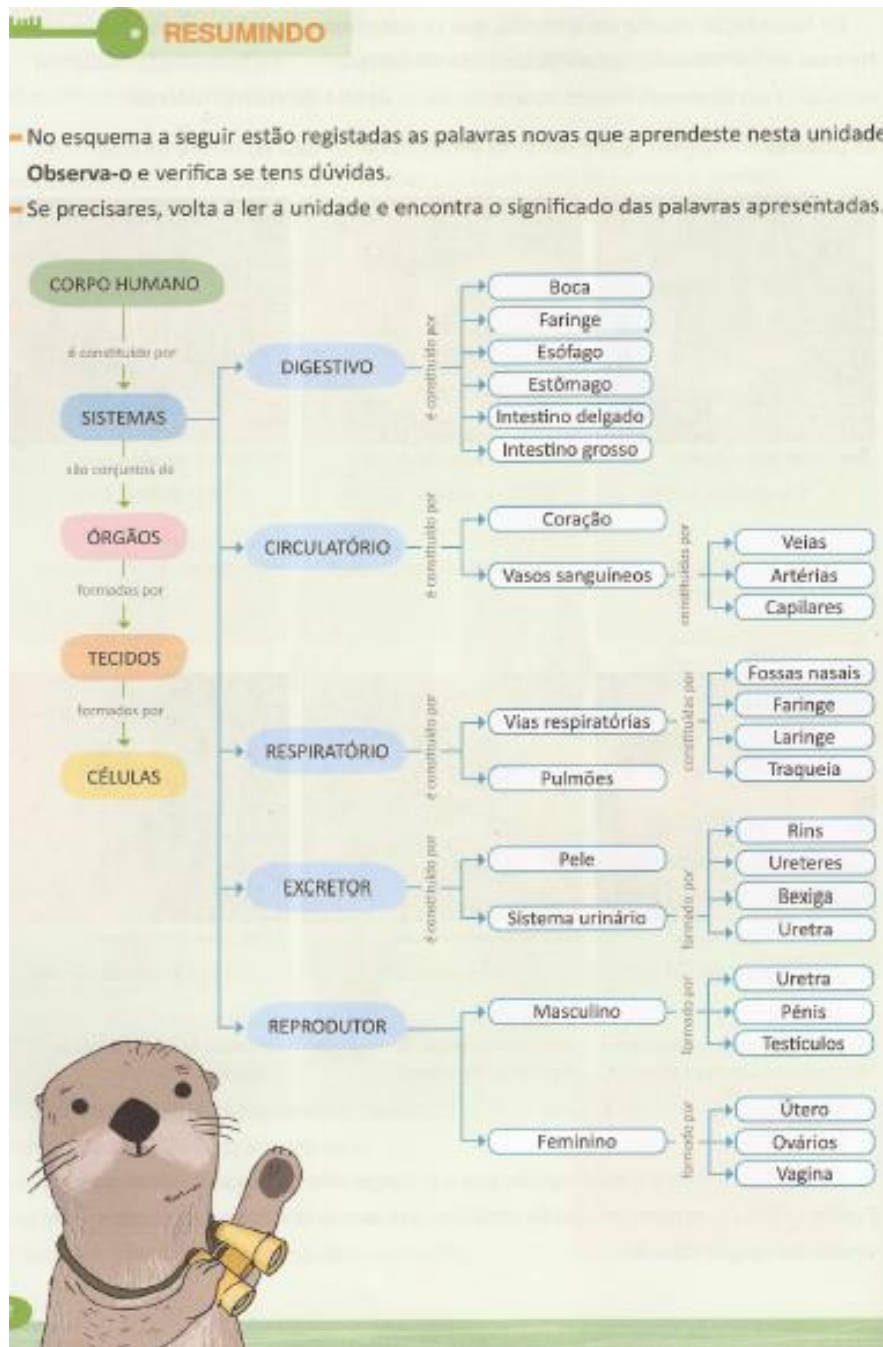 RESUMINDO
No esquema a seguir estão registadas as palavras novas que aprendeste nesta unidade
Observa-o e verifica se tens dúvidas.
Se precisares, volta a ler a unidade e encontra o significado das palavras apresentadas.
CORPO HUMANO
é constituído por
SISTEMAS
são conjuntos de
ÓRGÃOS
formados por
TECIDOS
formados por
CÉLULAS
DIGESTIVO
é constituído por
Boca
Faringe
Esófago
Estômago
Intestino delgado
Intestino grosso
CIRCULATÓRIO
é constituído por
Coração
Vasos sanguíneos
constituídos por
Veias
Artérias
Capilares
RESPIRATÓRIO
é constituído por
Vias respiratórias
constituídas por
Fossas nasais
Faringe
Laringe
Traqueia
Pulmões
EXCRETOR
é constituído por
Pele
Sistema urinário
formado por
Rins
Ureteres
Bexiga
Uretra
REPRODUTOR
Masculino
formado por
Uretra
Pénis
Testículos
Feminino
formado por
Útero
Ovários
Vagina